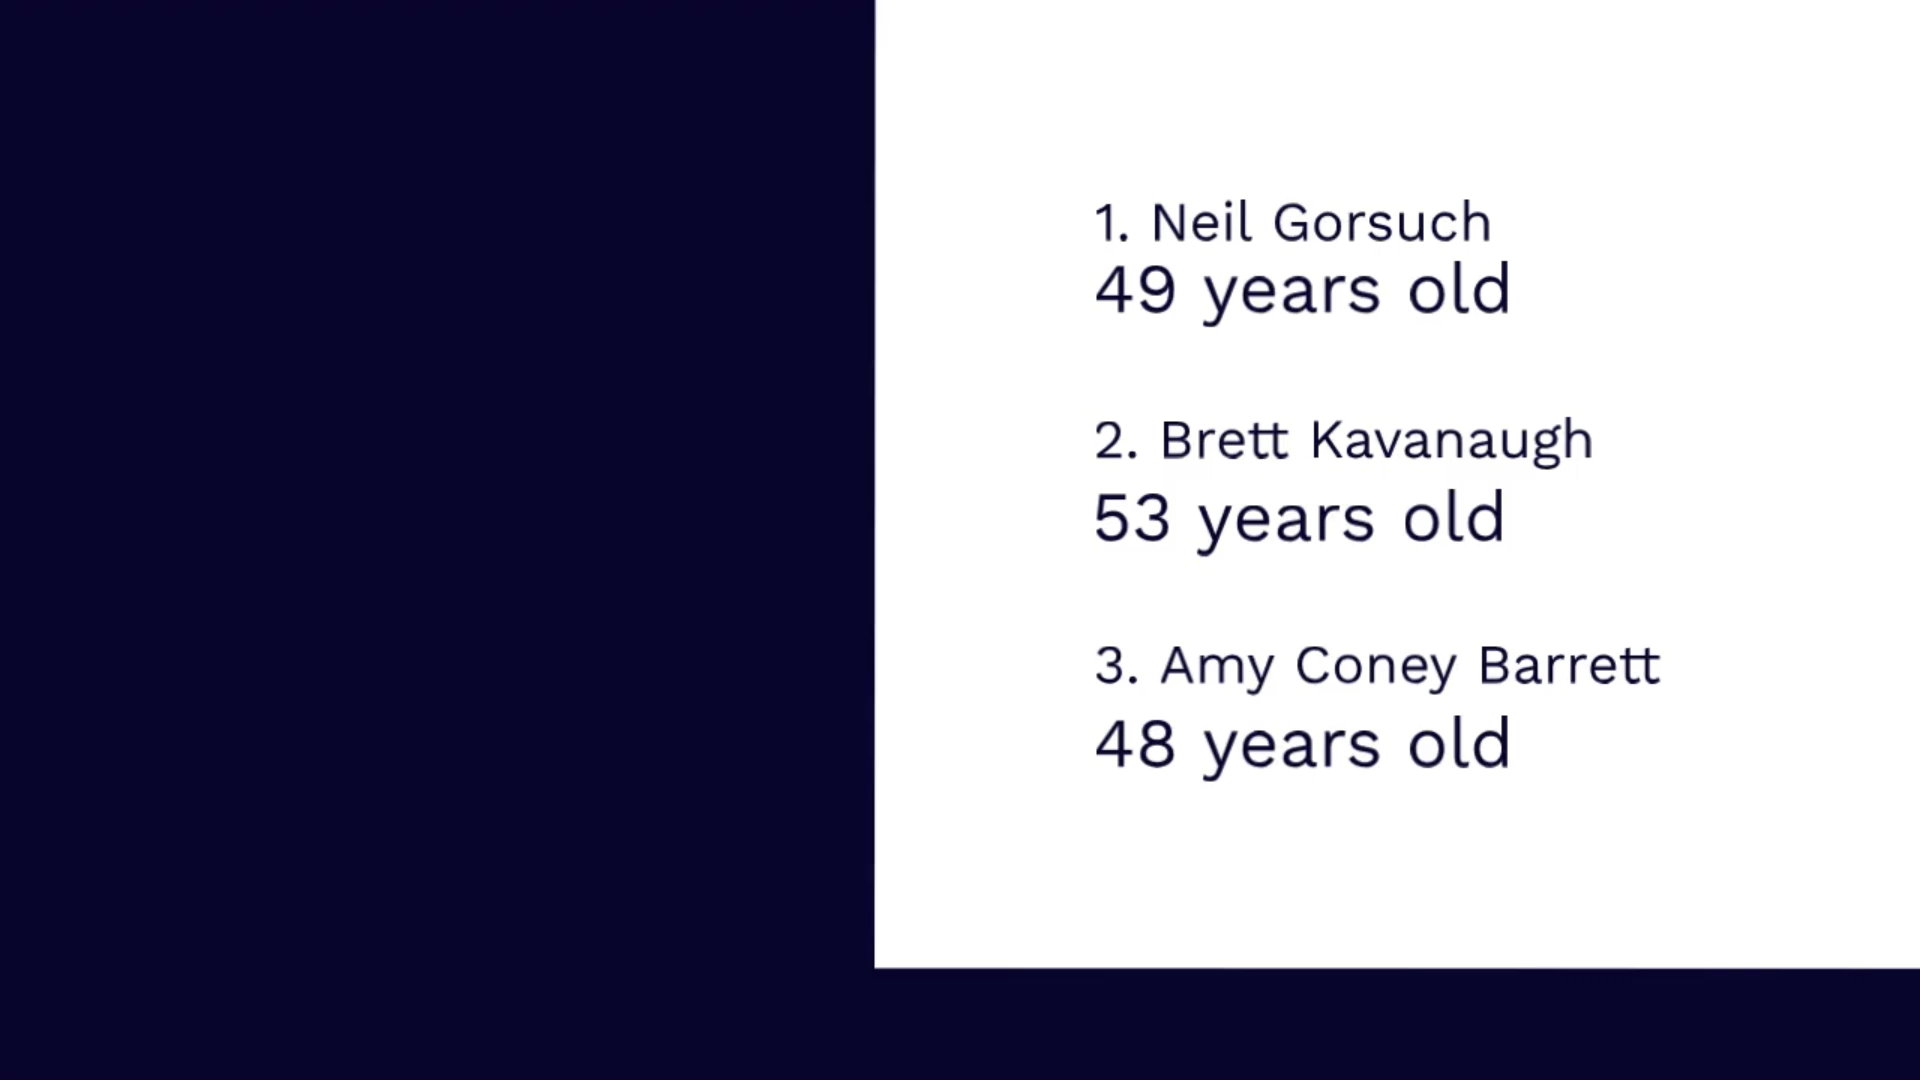 1. Neil Gorsuch
49 years old
2. Brett Kavanaugh
53 years old
3. Amy Coney Barrett
48 years old